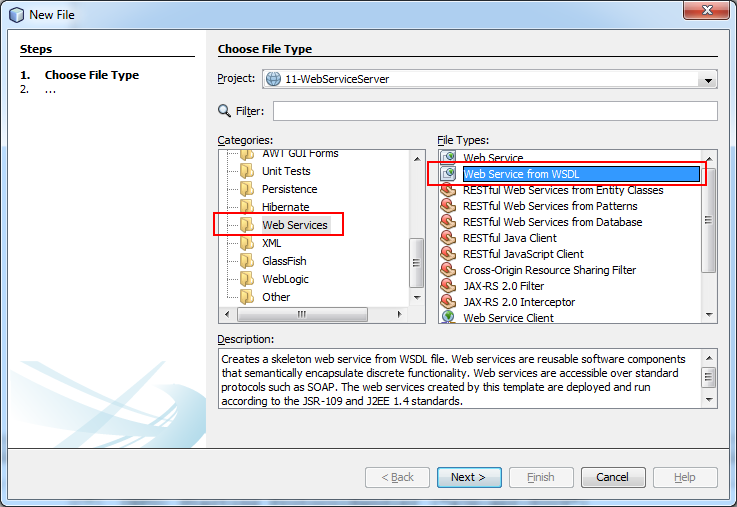 New File
Steps
1. Choose File Type
2. ...
Choose File Type
Project: 11-WebServiceServer
Filter:
Categories:
AWT GUI Forms
Unit Tests
Persistence
Hibernate
Web Services
XML
GlassFish
WebLogic
Other
File Types:
Web Service
Web Service from WSDL
RESTful Web Services from Entity Classes
RESTful Web Services from Patterns
RESTful Web Services from Database
RESTful Java Client
RESTful JavaScript Client
Cross-Origin Resource Sharing Filter
JAX-RS 2.0 Filter
JAX-RS 2.0 Interceptor
Web Service Client
Description:
Creates a skeleton web service from WSDL file. Web services are reusable software components
that semantically encapsulate discrete functionality. Web services are accessible over standard
protocols such as SOAP. The web services created by this template are deployed and run
according to the JSR-109 and J2EE 1.4 standards.
< Back
Next >
Finish
Cancel
Help